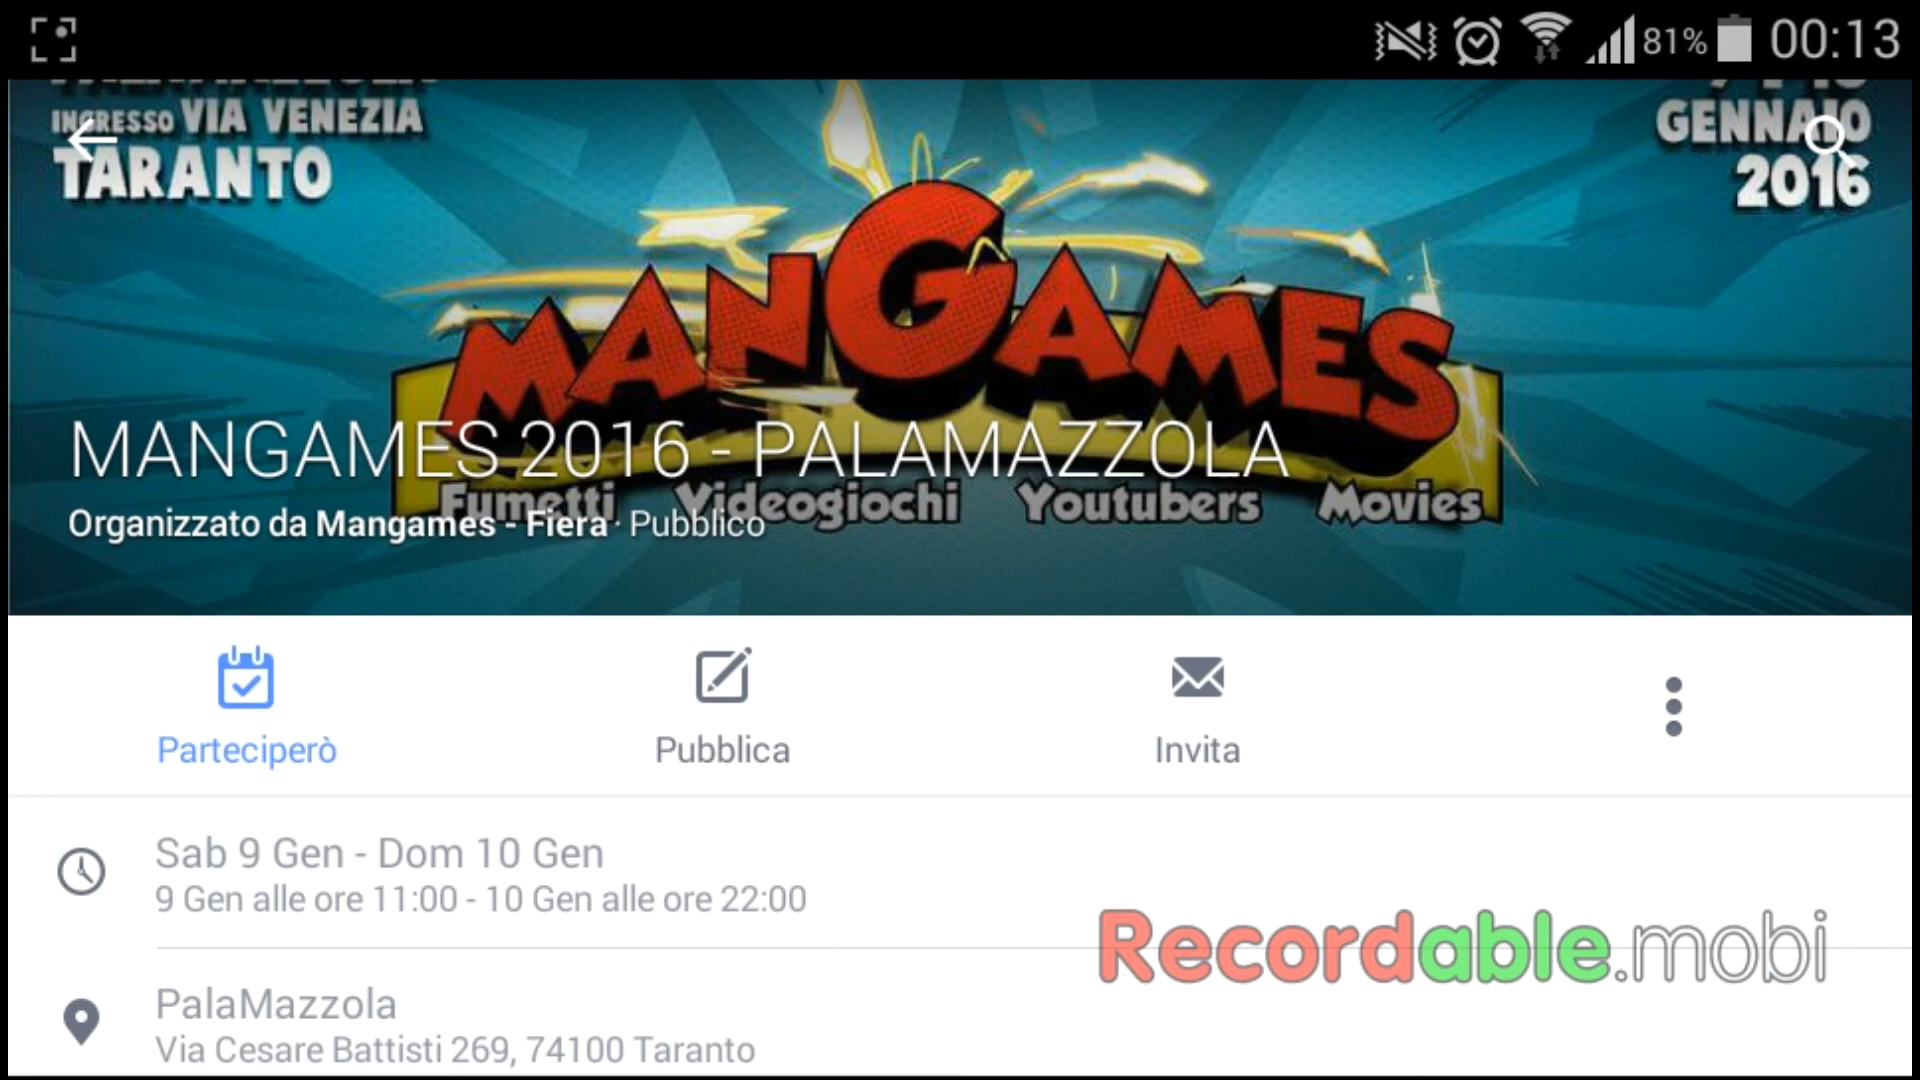 81% 00:13
INGRESSO VIA VENEZIA
TARANTO
GENNAIO
2016
MANGAMES
MANGAMES 2016 - PALAMAZZOLA
Fumetti Videogiochi Youtubers Movies
Organizzato da Mangames - Fiera · Pubblico
Parteciperò
Pubblica
Invita
Sab 9 Gen - Dom 10 Gen
9 Gen alle ore 11:00 - 10 Gen alle ore 22:00
Recordable.mobi
PalaMazzola
Via Cesare Battisti 269, 74100 Taranto